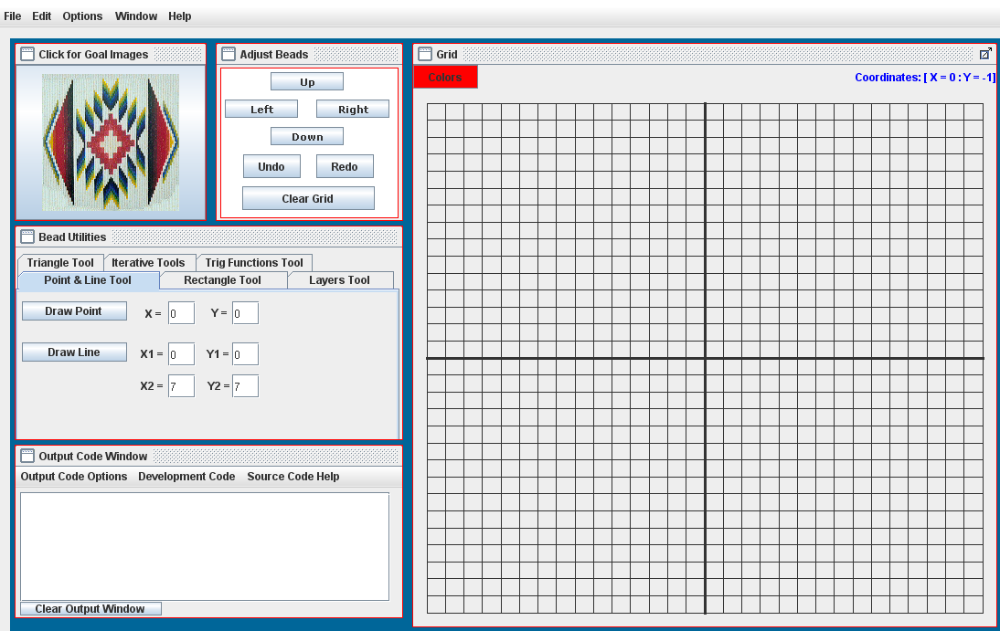 File Edit Options Window Help
Click for Goal Images
Adjust Beads
Up
Left Right
Down
Undo Redo
Clear Grid
Grid
Colors
Coordinates: [ X = 0 : Y = -1]
Bead Utilities
Triangle Tool Iterative Tools Trig Functions Tool
Point & Line Tool Rectangle Tool Layers Tool
Draw Point X = 0 Y = 0
Draw Line X1 = 0 Y1 = 0
X2 = 7 Y2 = 7
Output Code Window
Output Code Options Development Code Source Code Help
Clear Output Window